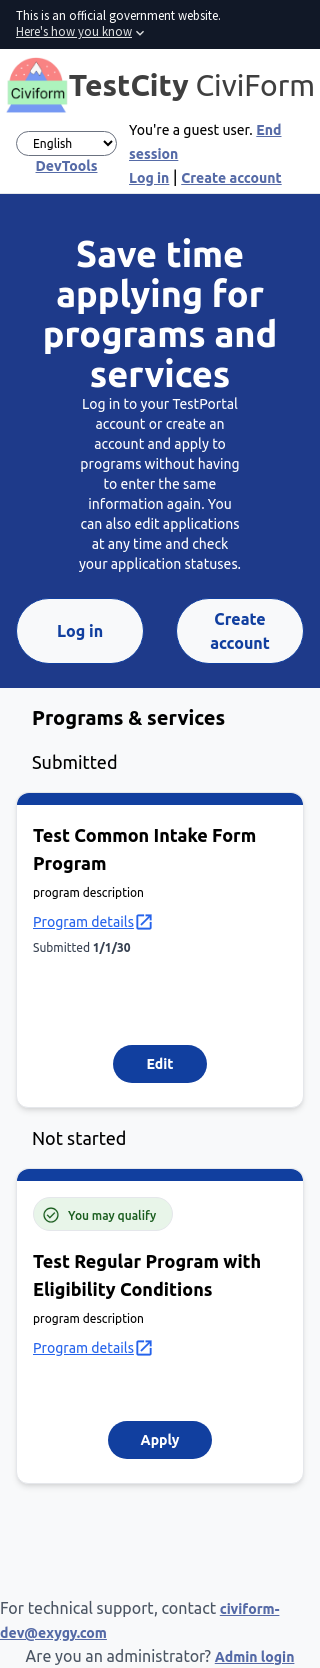 This is an official government website.
Here's how you know
Civiform
TestCity CiviForm
English
DevTools
You're a guest user. End
session
Log in | Create account
Save time
applying for
programs and
services
Log in to your TestPortal
account or create an
account and apply to
programs without having
to enter the same
information again. You
can also edit applications
at any time and check
your application statuses.
Log in
Create
account
Programs & services
Submitted
Test Common Intake Form
Program
program description
Program details
Submitted 1/1/30
Edit
Not started
You may qualify
Test Regular Program with
Eligibility Conditions
program description
Program details
Apply
For technical support, contact civiform-
dev@exygy.com
Are you an administrator? Admin login